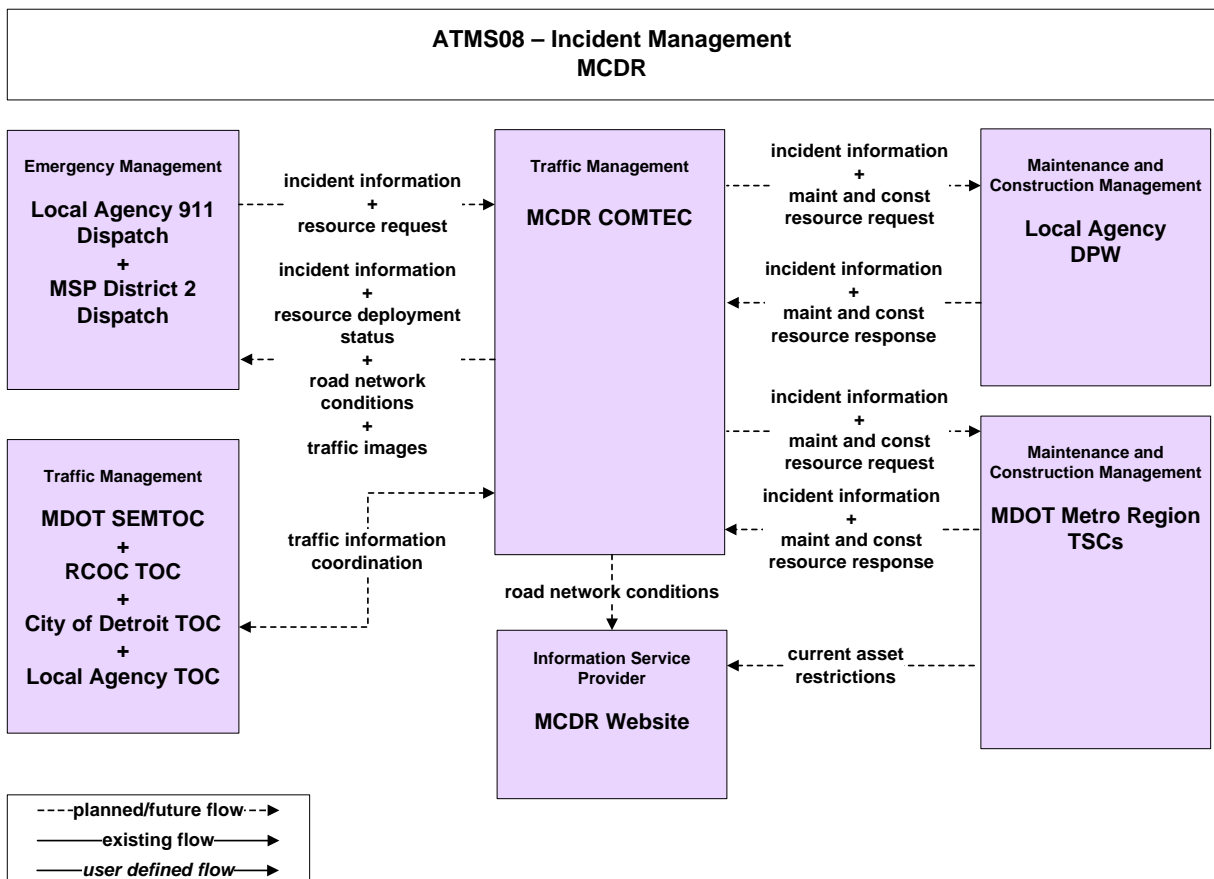 ATMS08 – Incident Management
MCDR
Emergency Management
Local Agency 911
Dispatch
+
MSP District 2
Dispatch
incident information
+
resource request
incident information
+
resource deployment
status
+
road network
conditions
+
traffic images
Traffic Management
MCDR COMTEC
incident information
+
maint and const
resource request
incident information
+
maint and const
resource response
Maintenance and
Construction Management
Local Agency
DPW
incident information
+
maint and const
resource request
incident information
+
maint and const
resource response
Maintenance and
Construction Management
MDOT Metro Region
TSCs
Traffic Management
MDOT SEMTOC
+
RCOC TOC
+
City of Detroit TOC
+
Local Agency TOC
traffic information
coordination
road network conditions
Information Service
Provider
MCDR Website
current asset
restrictions
planned/future flow
existing flow
user defined flow